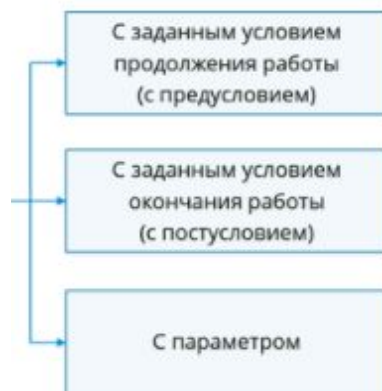 С заданным условием
продолжения работы
(с предусловием)
С заданным условием
окончания работы
(с постусловием)
С параметром